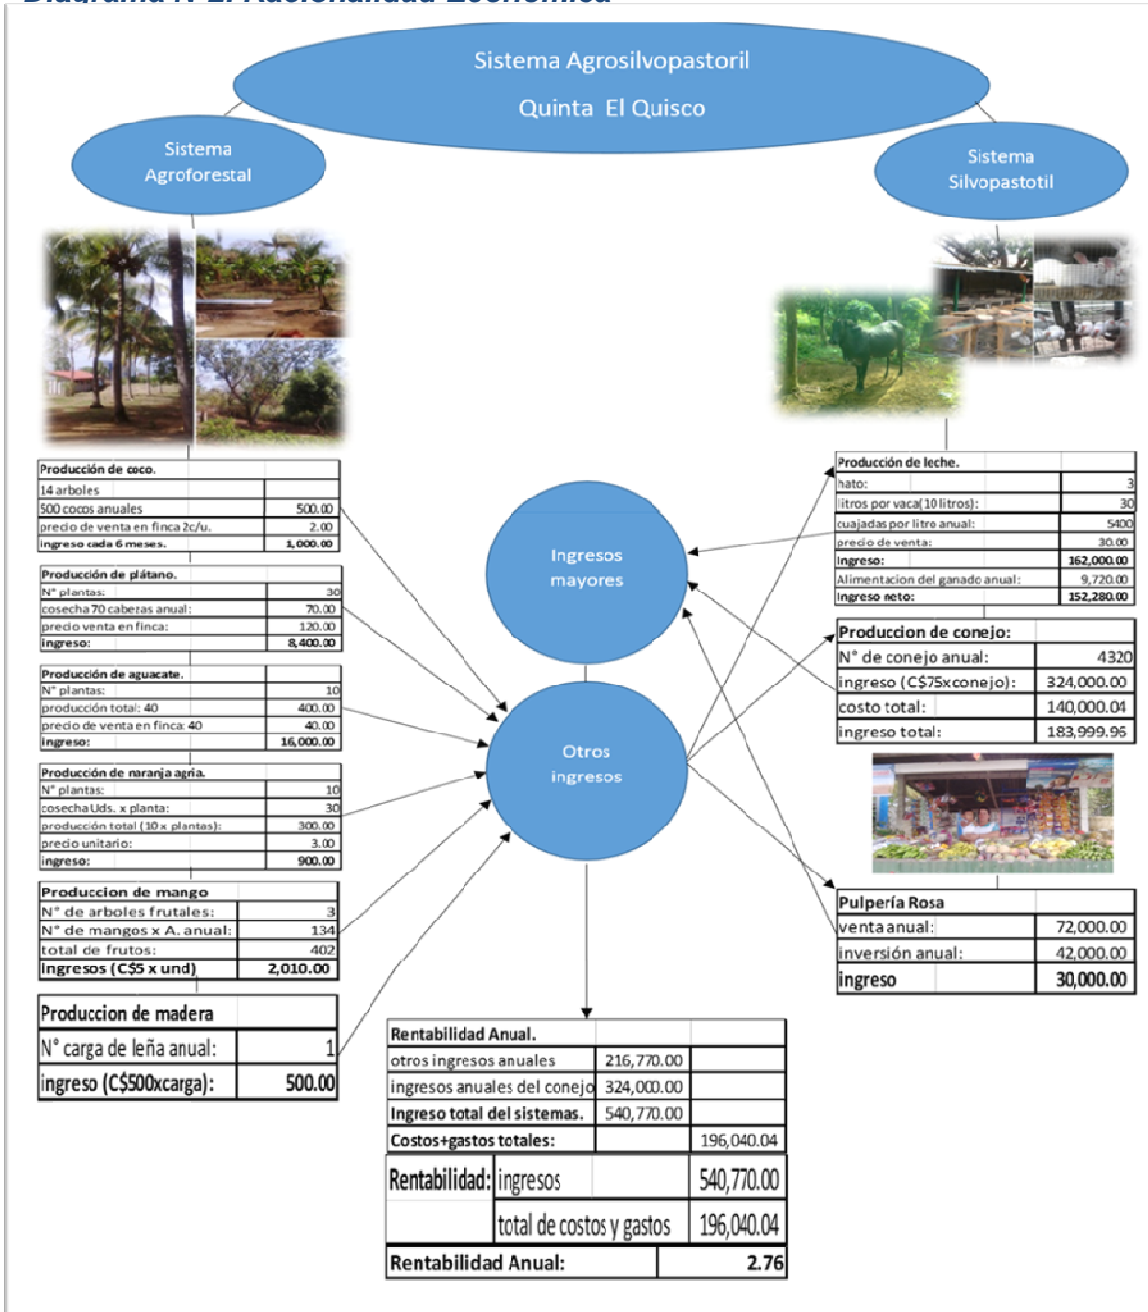 Diagrama N°2. Racionalidad Económica
Sistema Agrosilvopastoril
Quinta El Quisco
Sistema
Agroforestal
Sistema
Silvopastotil
Producción de coco.
14 arboles
500 cocos anuales 500.00
precio de venta en finca 2c/u. 2.00
ingreso cada 6 meses. 1,000.00
Producción de plátano.
N° plantas: 30
cosecha 70 cabezas anual: 70.00
precio venta en finca: 120.00
ingreso: 8,400.00
Producción de aguacate.
N° plantas: 10
producción total: 40 400.00
precio de venta en finca: 40 40.00
ingreso: 16,000.00
Producción de naranja agria.
N° plantas: 10
cosecha Uds. x planta: 30
producción total (10 x plantas): 300.00
precio unitario: 3.00
ingreso: 900.00
Produccion de mango
N° de arboles frutales: 3
N° de mangos x A. anual: 134
total de frutos: 402
Ingresos (C$5 x und) 2,010.00
Produccion de madera
N° carga de leña anual: 1
ingreso (C$500xcarga): 500.00
Ingresos
mayores
Otros
ingresos
Producción de leche.
hato: 3
litros por vaca(10 litros): 30
cuajadas por litro anual: 5400
precio de venta: 30.00
Ingreso: 162,000.00
Alimentacion del ganado anual: 9,720.00
Ingreso neto: 152,280.00
Produccion de conejo:
N° de conejo anual: 4320
ingreso (C$75xconejo): 324,000.00
costo total: 140,000.04
ingreso total: 183,999.96
Pulpería Rosa
venta anual: 72,000.00
inversión anual: 42,000.00
ingreso 30,000.00
Rentabilidad Anual.
otros ingresos anuales 216,770.00
ingresos anuales del conejo 324,000.00
Ingreso total del sistemas. 540,770.00
Costos+gastos totales: 196,040.04
Rentabilidad: ingresos 540,770.00
total de costos y gastos 196,040.04
Rentabilidad Anual: 2.76